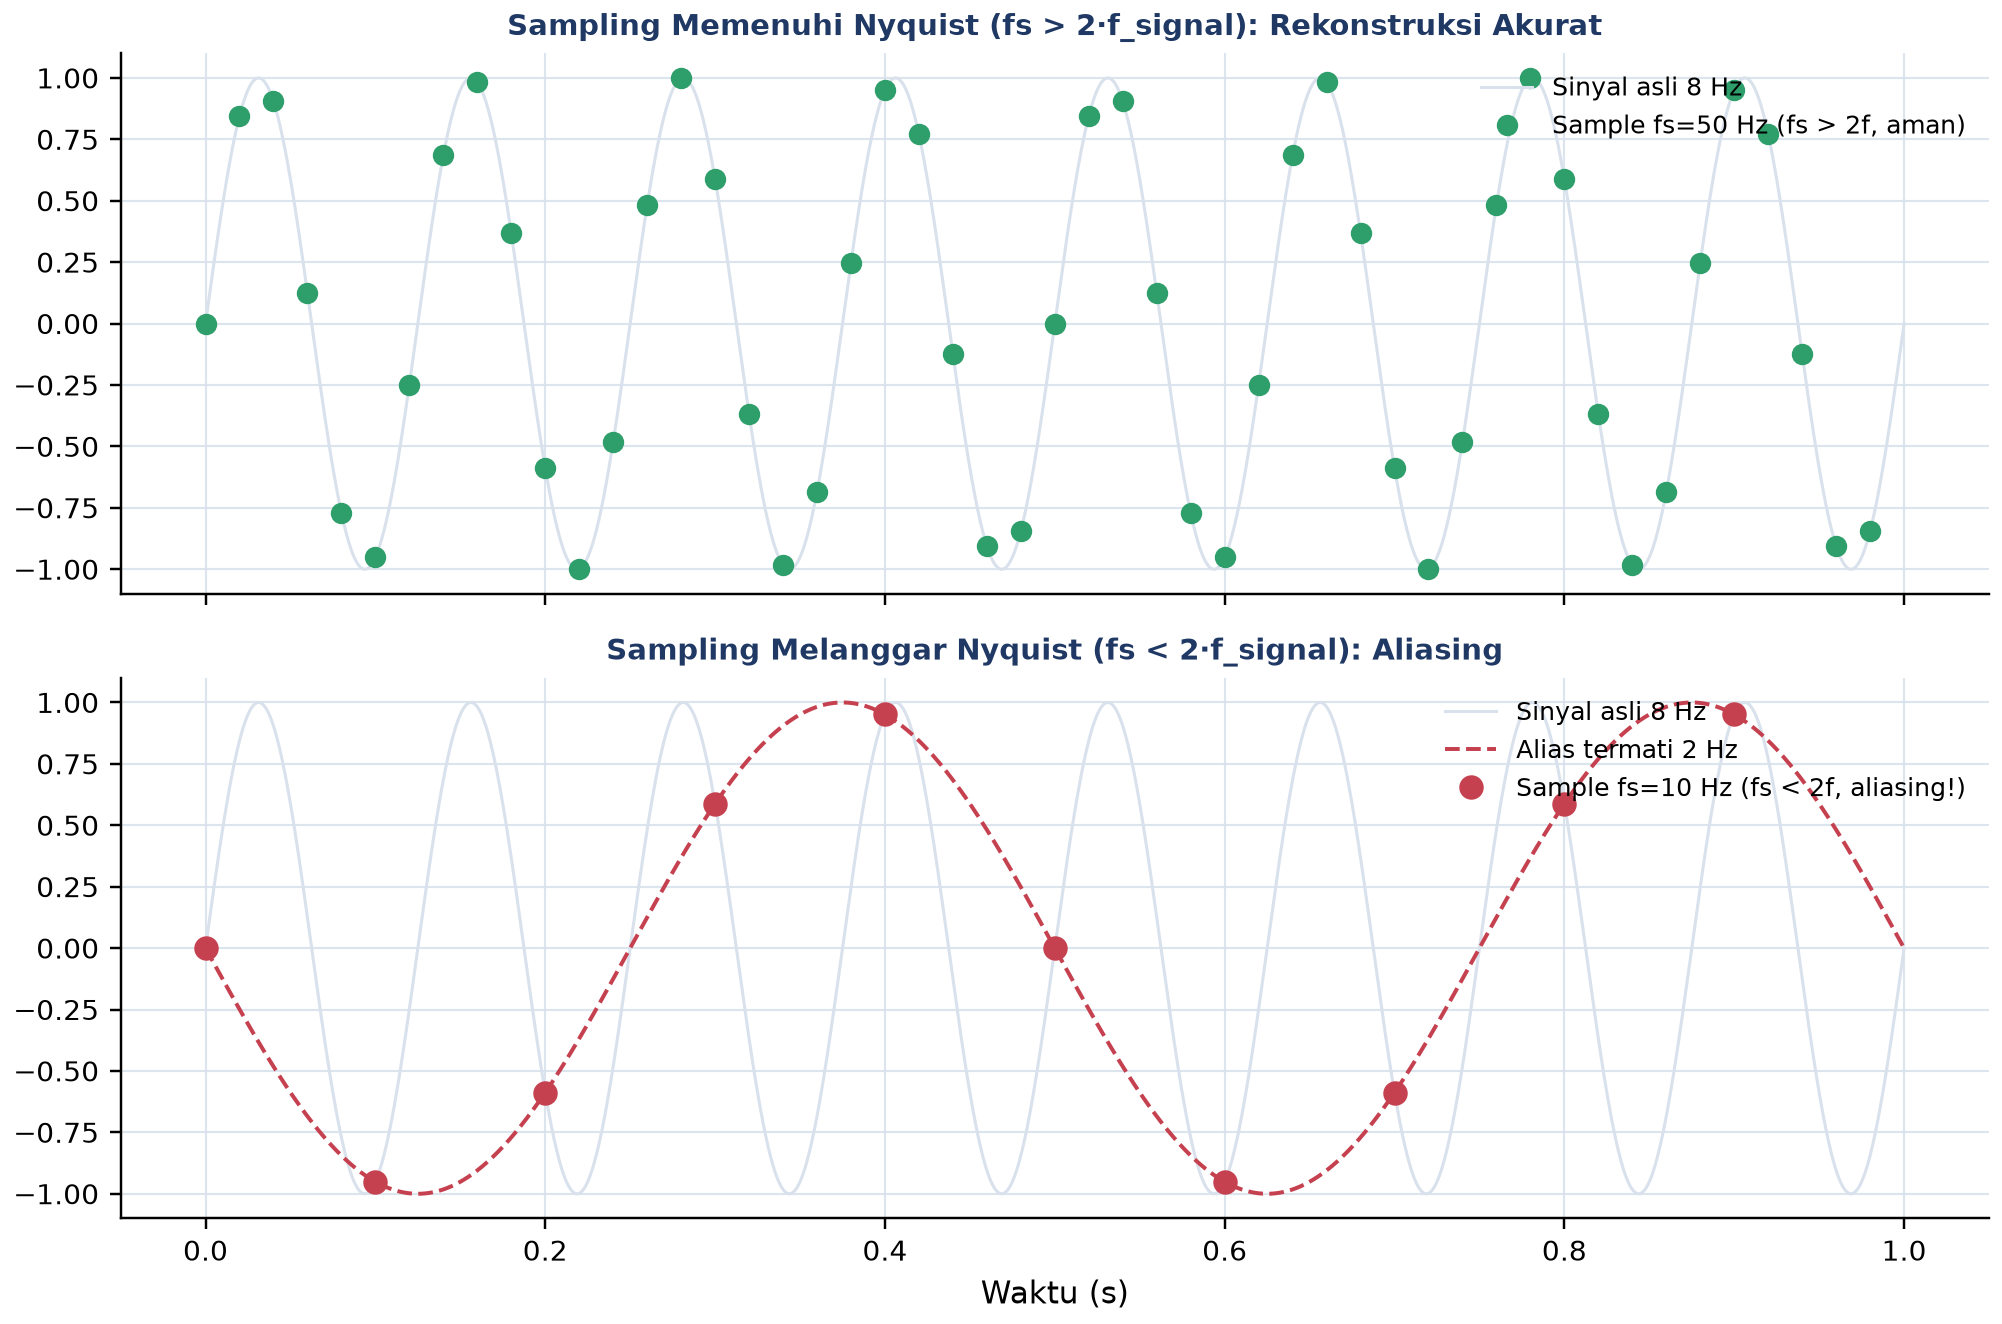 Sampling Memenuhi Nyquist (fs > 2·f_signal): Rekonstruksi Akurat
1.00
0.75
0.50
0.25
0.00
−0.25
−0.50
−0.75
−1.00
Sinyal asli 8 Hz
Sample fs=50 Hz (fs > 2f, aman)
Sampling Melanggar Nyquist (fs < 2·f_signal): Aliasing
1.00
0.75
0.50
0.25
0.00
−0.25
−0.50
−0.75
−1.00
Sinyal asli 8 Hz
Alias termati 2 Hz
Sample fs=10 Hz (fs < 2f, aliasing!)
0.0 0.2 0.4 0.6 0.8 1.0
Waktu (s)